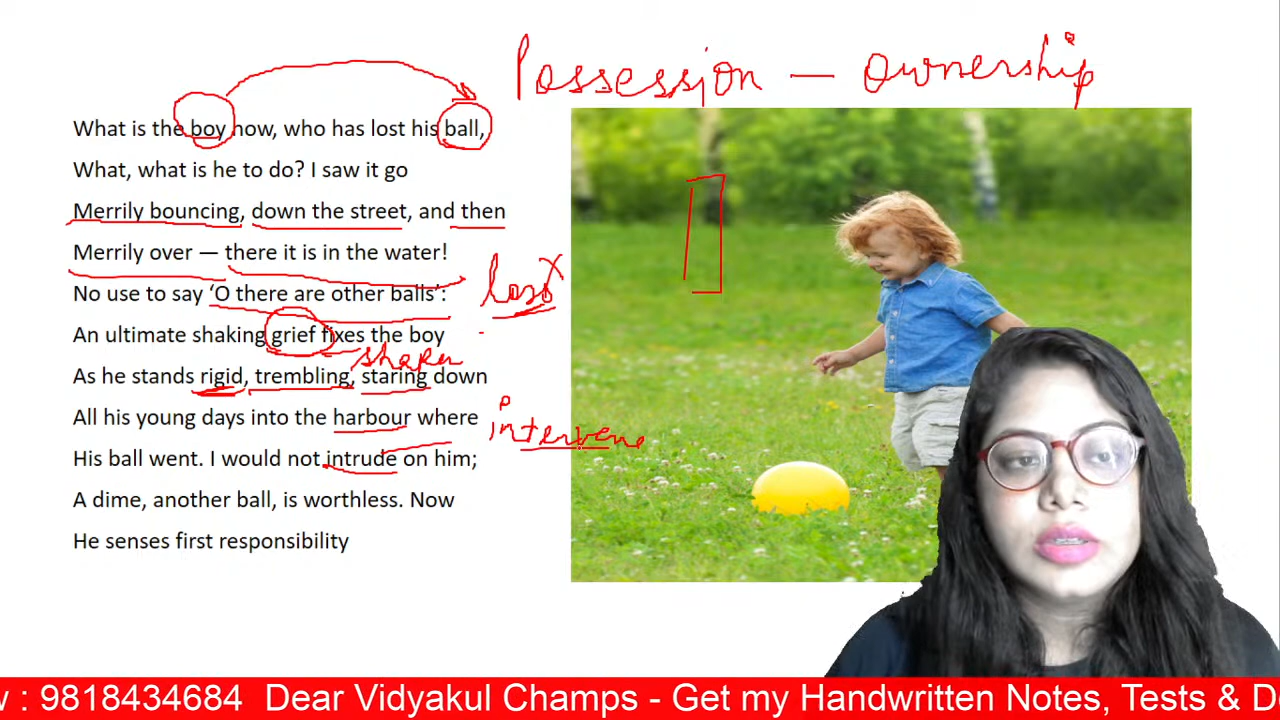 Possession — ownership
What is the boy now, who has lost his ball,
What, what is he to do? I saw it go
Merrily bouncing, down the street, and then
Merrily over — there it is in the water!
No use to say ‘O there are other balls’:
lost
An ultimate shaking grief fixes the boy
shaken
As he stands rigid, trembling, staring down
All his young days into the harbour where
intervene
His ball went. I would not intrude on him;
A dime, another ball, is worthless. Now
He senses first responsibility
: 9818434684 Dear Vidyakul Champs - Get my Handwritten Notes, Tests &